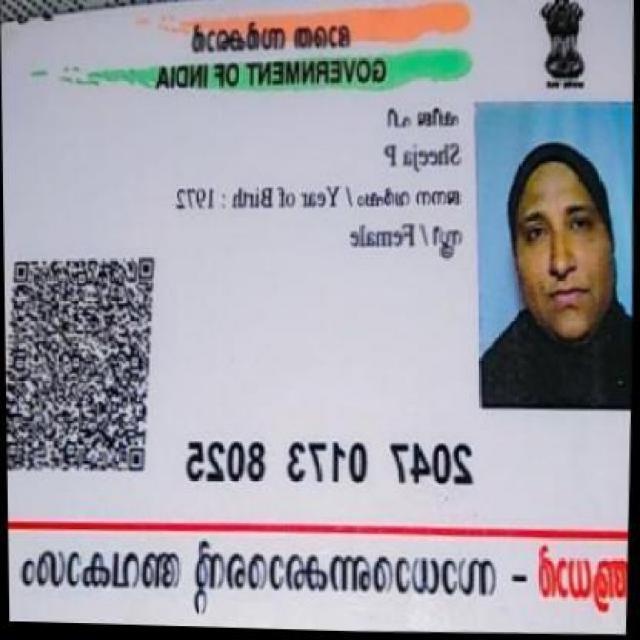 ഭാരത സർക്കാർ
GOVERNMENT OF INDIA
ഷീജ പി
Sheeja P
ജനന വർഷം / Year of Birth : 1972
സ്ത്രീ / Female
2047 0173 8025
ആധാർ - സാധാരണക്കാരന്റെ അവകാശം